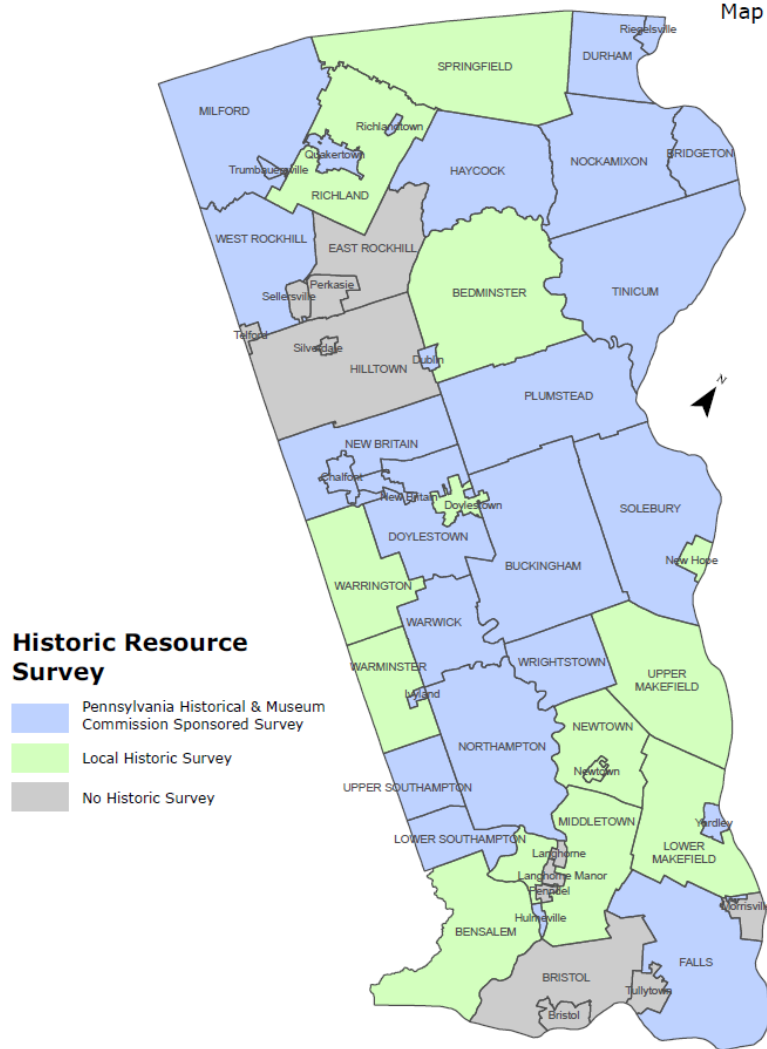 Map
Riegelsville
DURHAM
SPRINGFIELD
MILFORD
Richlandtown
Quakertown
Trumbauersville
RICHLAND
HAYCOCK
NOCKAMIXON
BRIDGETON
WEST ROCKHILL
EAST ROCKHILL
Perkasie
Sellersville
BEDMINSTER
TINICUM
Telford
Silverdale
HILLTOWN
Dublin
PLUMSTEAD
N
NEW BRITAIN
Chalfont
New Britain
Doylestown
DOYLESTOWN
SOLEBURY
BUCKINGHAM
New Hope
WARRINGTON
WARWICK
WARMINSTER
WRIGHTSTOWN
UPPER
MAKEFIELD
Ivyland
NORTHAMPTON
NEWTOWN
Newtown
UPPER SOUTHAMPTON
MIDDLETOWN
Yardley
LOWER SOUTHAMPTON
LOWER
MAKEFIELD
Langhorne
Langhorne Manor
Penndel
Hulmeville
Morrisville
BENSALEM
BRISTOL
FALLS
Tullytown
Bristol
Historic Resource
Survey
Pennsylvania Historical & Museum
Commission Sponsored Survey
Local Historic Survey
No Historic Survey